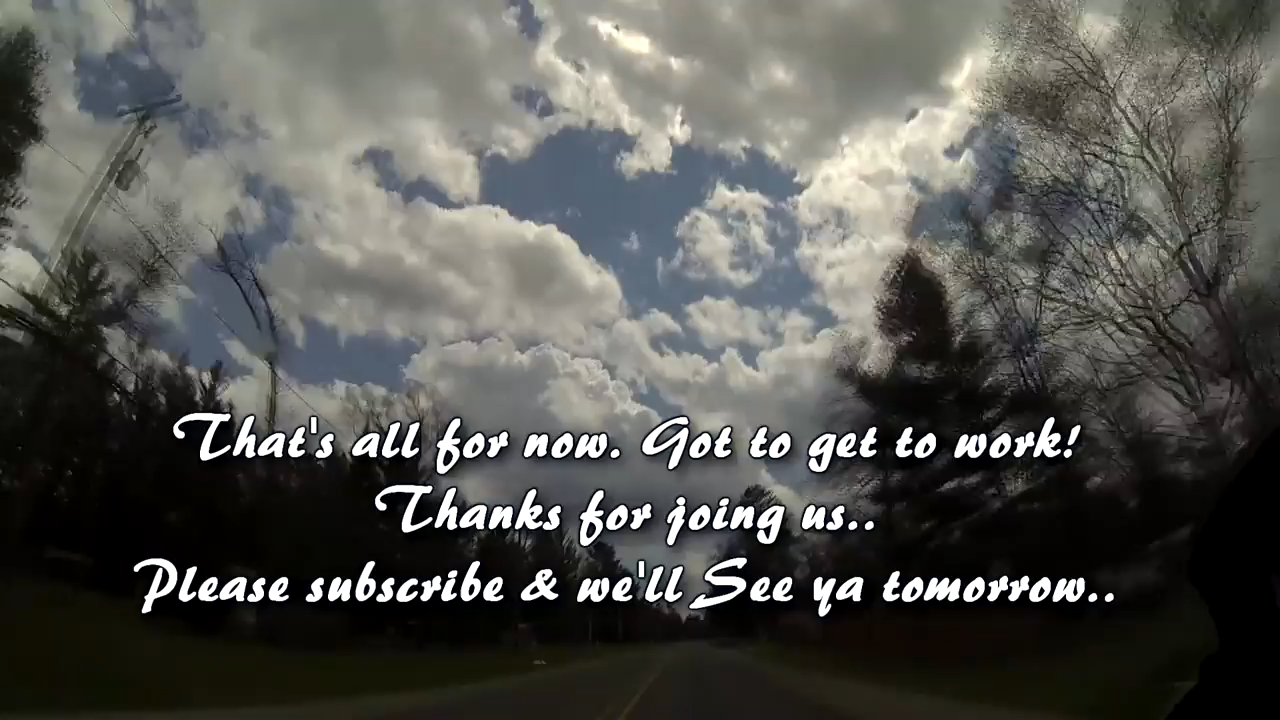 That's all for now. Got to get to work!
Thanks for joing us..
Please subscribe & we'll See ya tomorrow..